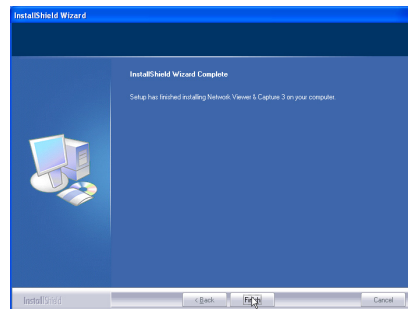 InstallShield Wizard
InstallShield Wizard Complete
Setup has finished installing Network Viewer & Capture 3 on your computer.
InstallShield
< Back
Finish
Cancel